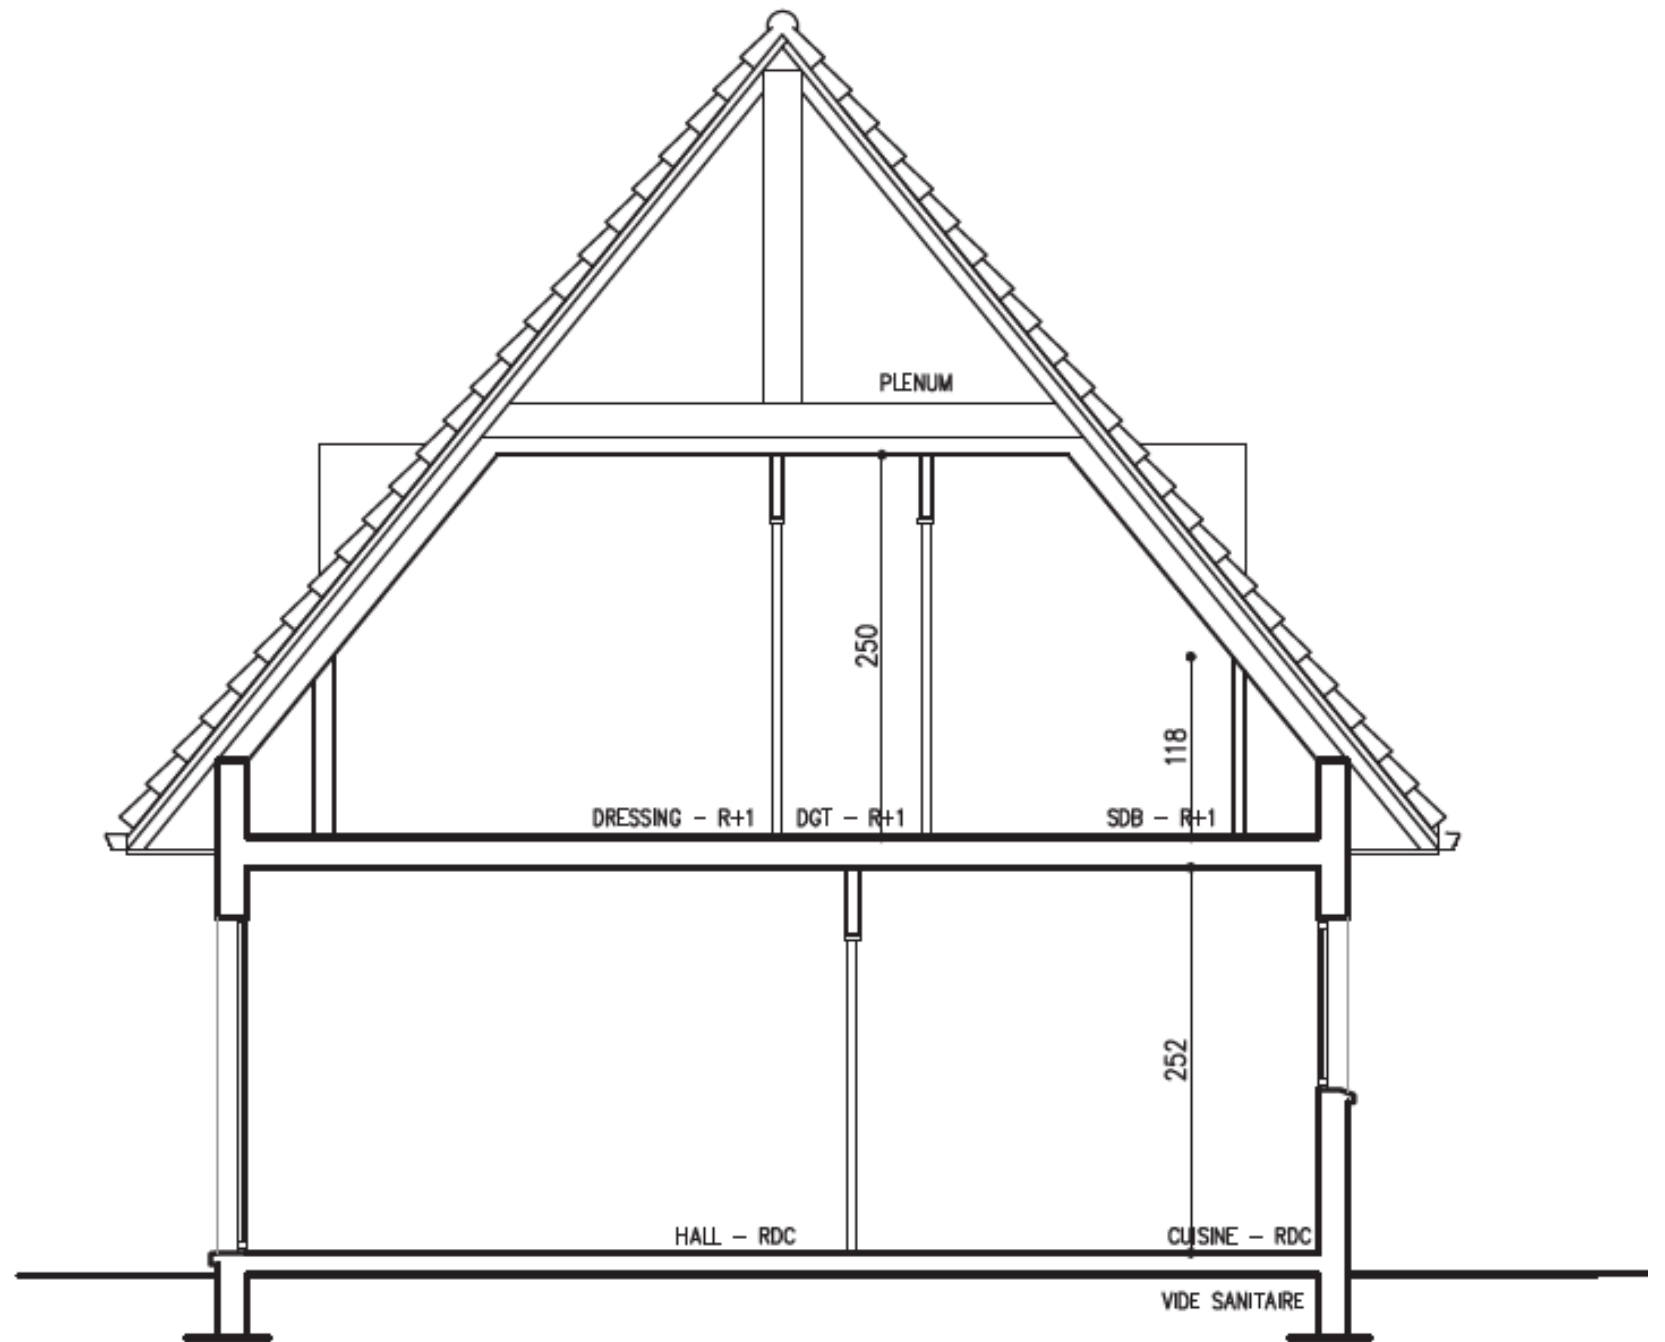 PLENUM
250
118
DRESSING - R+1
DGT - R+1
SDB - R+1
252
HALL - RDC
CUISINE - RDC
VIDE SANITAIRE